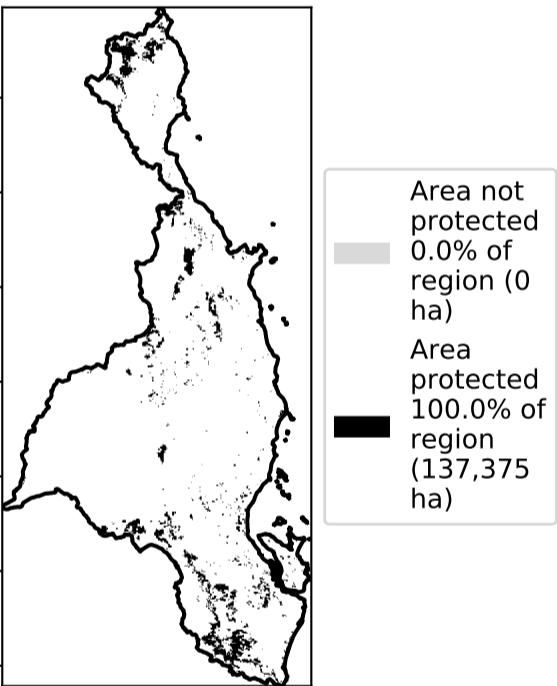 Area not
protected
0.0% of
region (0
ha)
Area
protected
100.0% of
region
(137,375
ha)